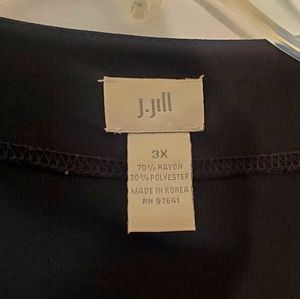 J.Jill
3X
70% RAYON
30% POLYESTER
MADE IN KOREA
RN 97641